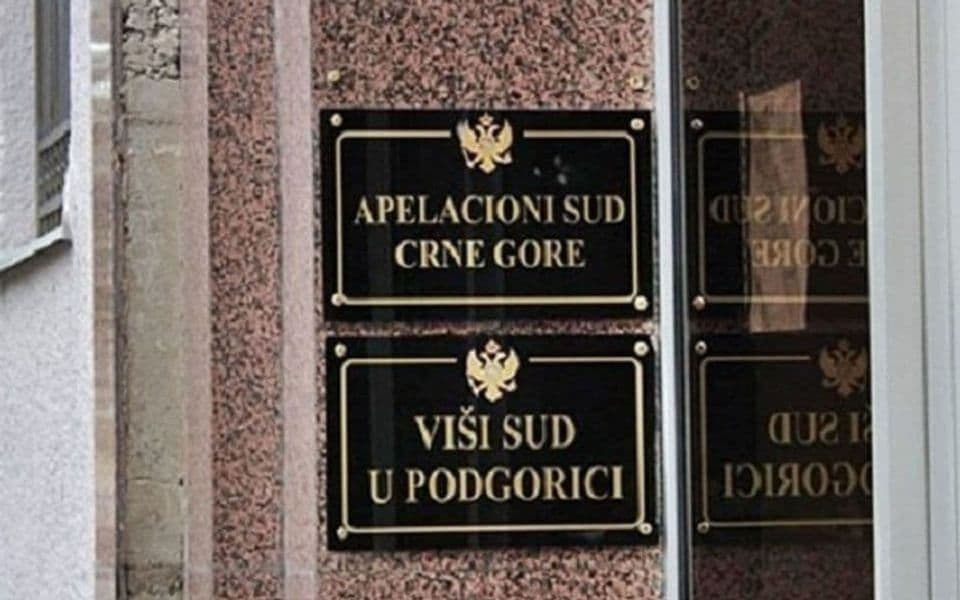 APELACIONI SUD
CRNE GORE
VIŠI SUD
U PODGORICI